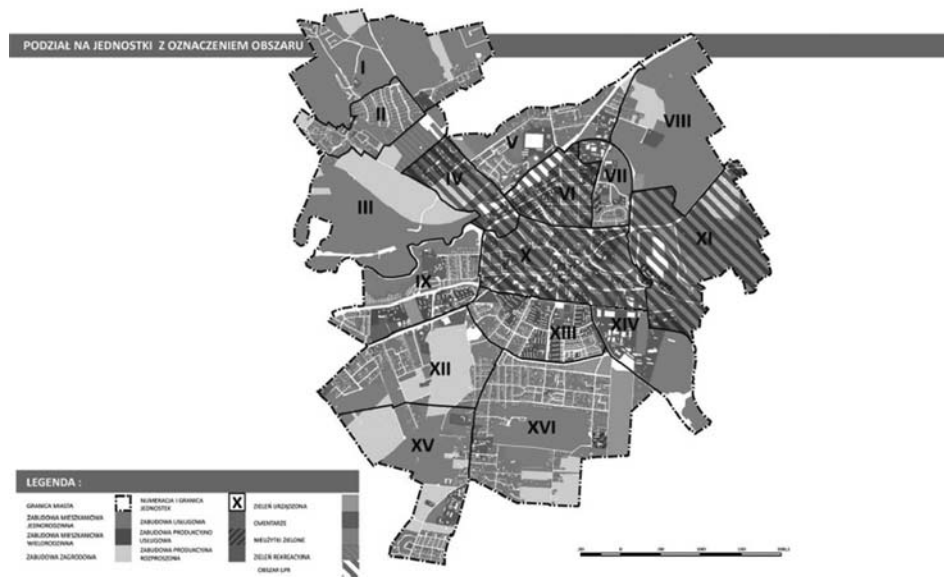 PODZIAŁ NA JEDNOSTKI Z OZNACZENIEM OBSZARU
I
II
III
IV
V
VI
VII
VIII
IX
X
XI
XII
XIII
XIV
XV
XVI
LEGENDA :
GRANICA MIASTA
ZABUDOWA MIESZKANIOWA
JEDNORODZINNA
ZABUDOWA MIESZKANIOWA
WIELORODZINNA
ZABUDOWA ZAGRODOWA
NUMERACJA I GRANICA
JEDNOSTEK
X
ZABUDOWA USŁUGOWA
ZABUDOWA PRODUKCYJNO
USŁUGOWA
ZABUDOWA PRODUKCYJNA
ROZPROSZONA
ZIELEŃ URZĄDZONA
CMENTARZE
NIEUŻYTKI ZIELONE
ZIELEŃ REKREACYJNA
OBSZAR LPR